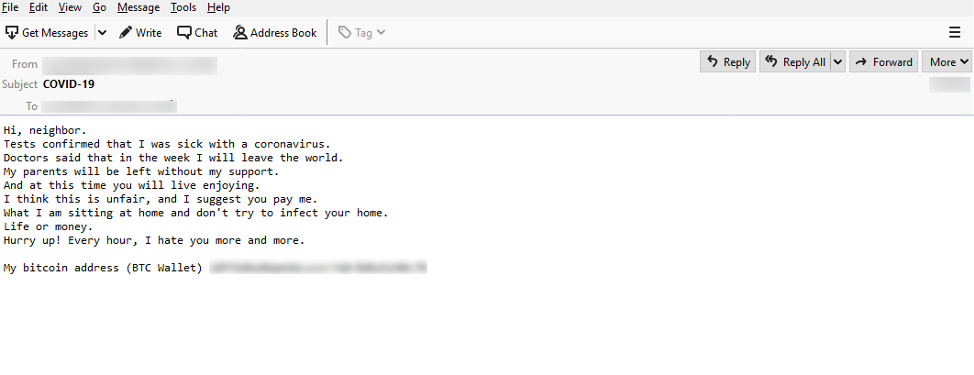 File Edit View Go Message Tools Help
Get Messages Write Chat Address Book Tag
From Reply Reply All Forward More
Subject COVID-19
To
Hi, neighbor.
Tests confirmed that I was sick with a coronavirus.
Doctors said that in the week I will leave the world.
My parents will be left without my support.
And at this time you will live enjoying.
I think this is unfair, and I suggest you pay me.
What I am sitting at home and don't try to infect your home.
Life or money.
Hurry up! Every hour, I hate you more and more.
My bitcoin address (BTC Wallet)